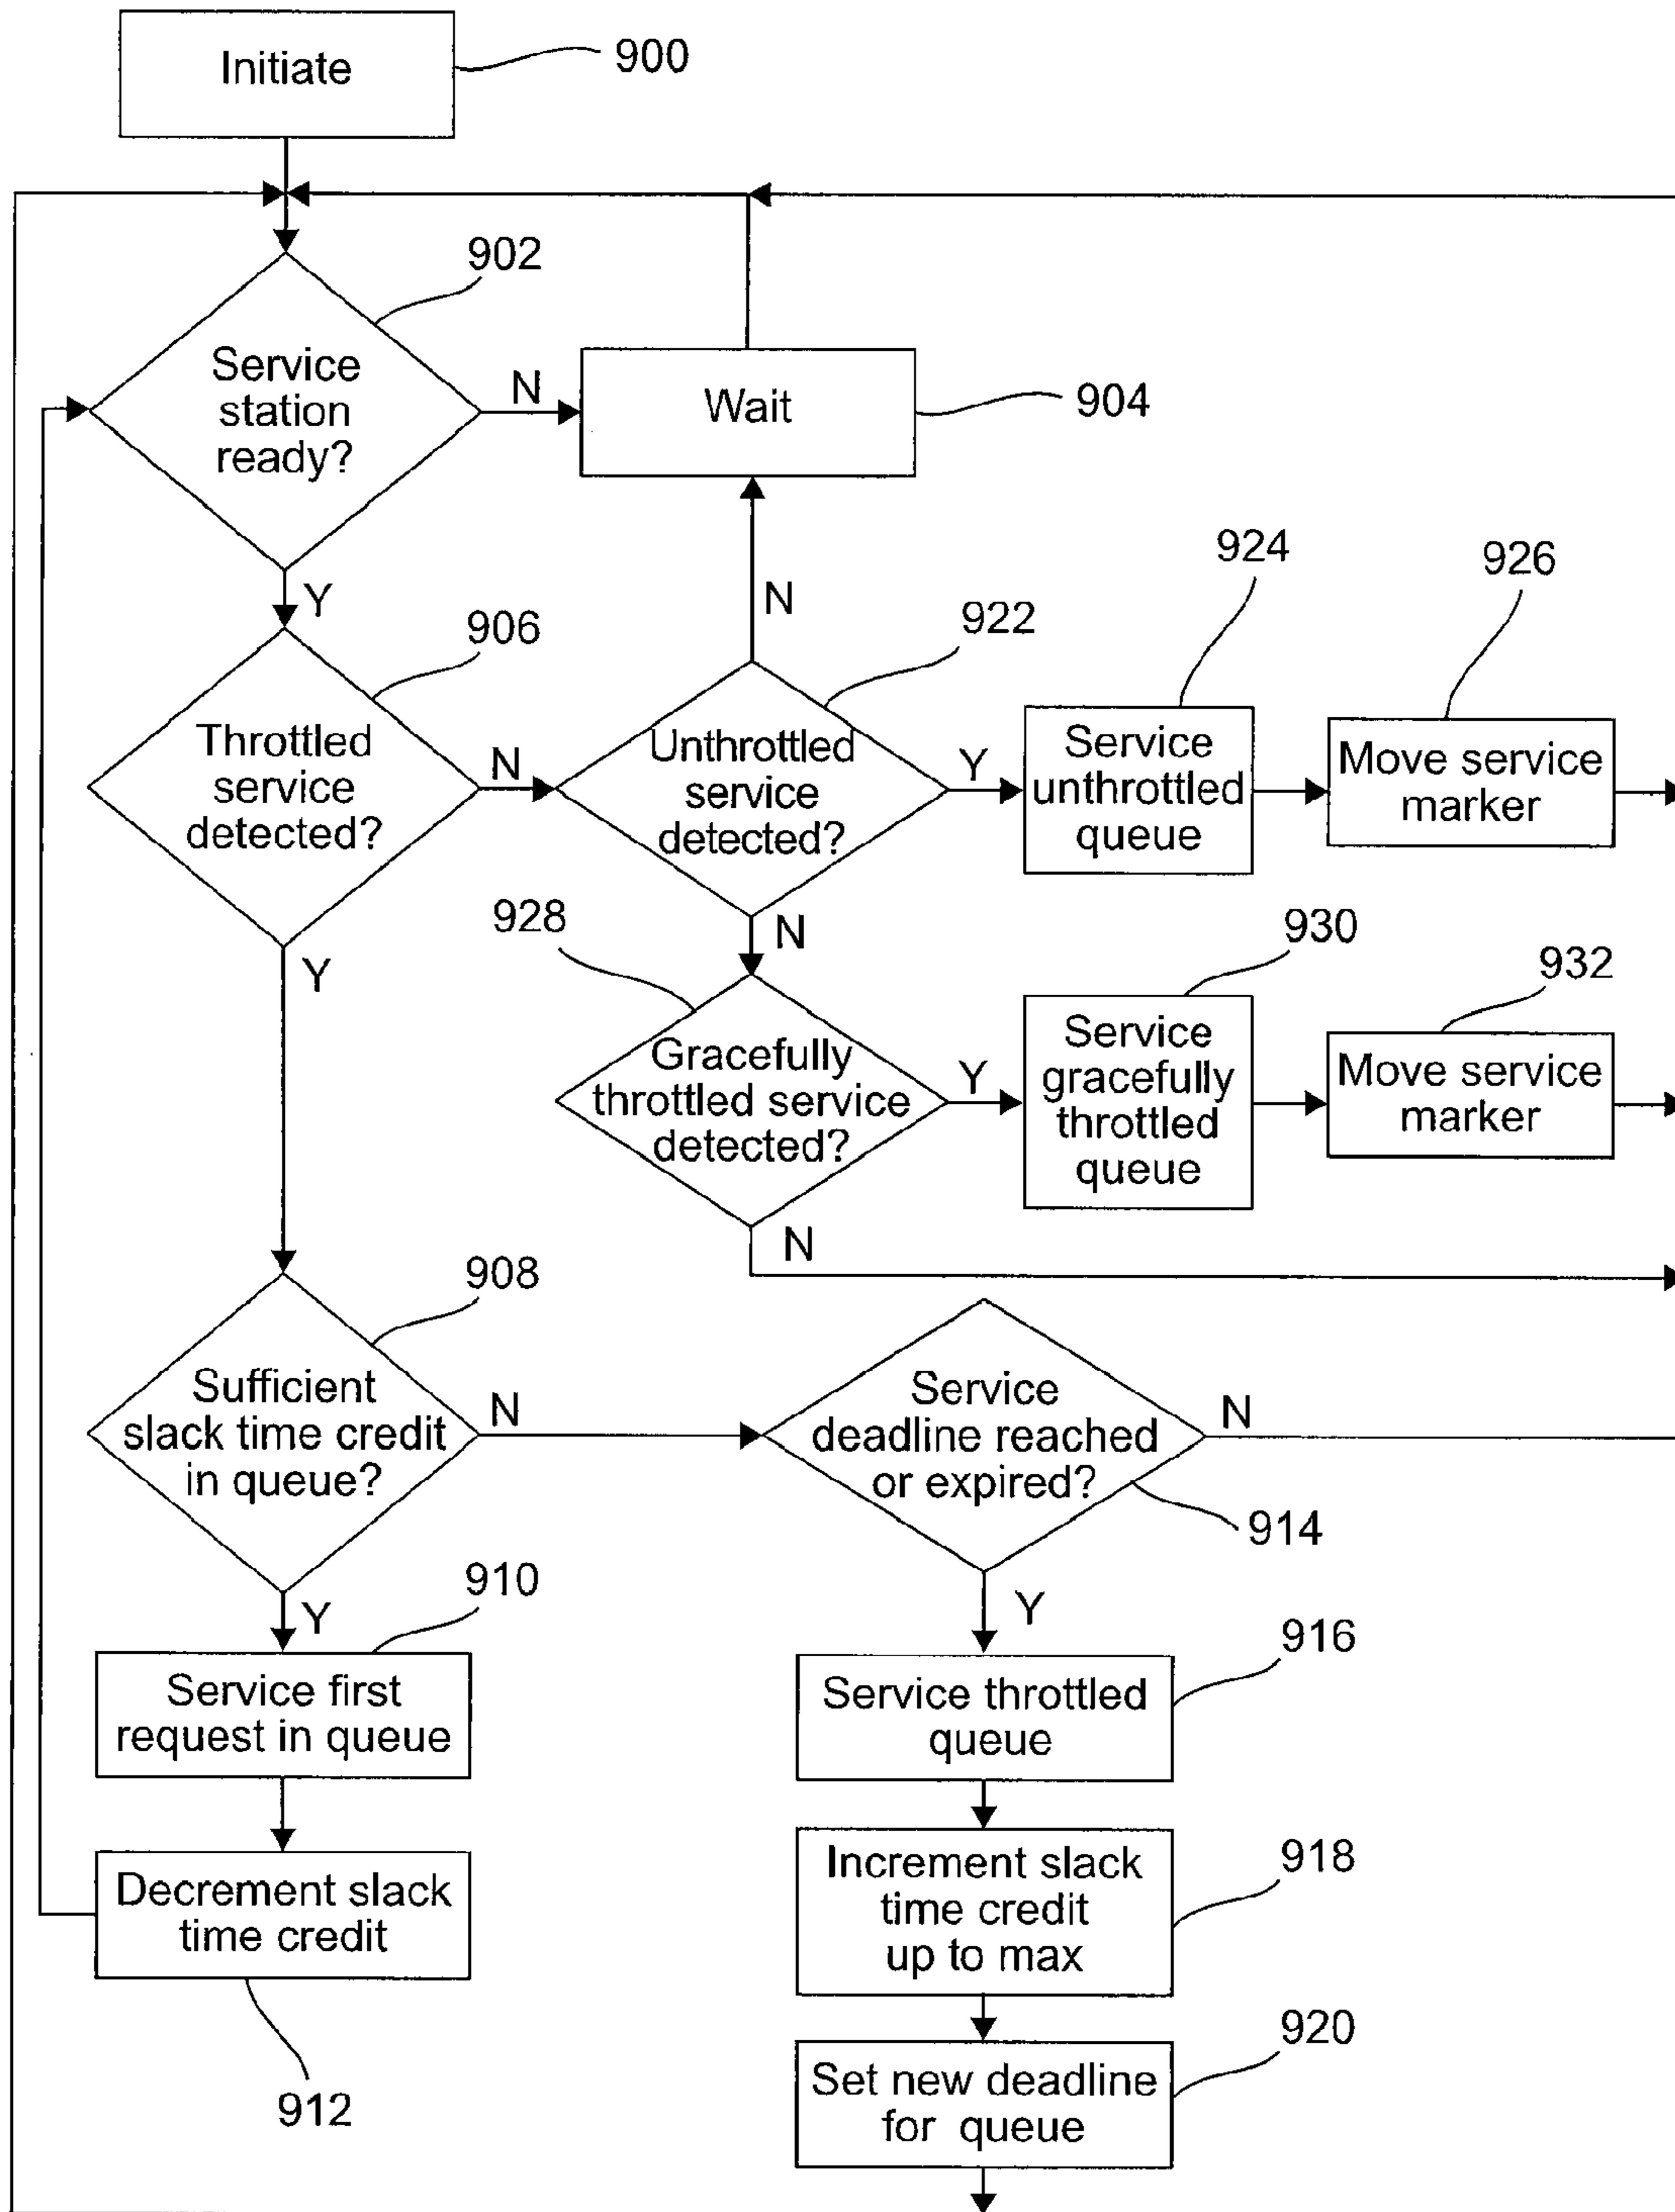 Initiate
900
902
Service
station
ready?
N
Wait
904
Y
906
Throttled
service
detected?
N
N
922
Unthrottled
service
detected?
Y
924
Service
unthrottled
queue
926
Move service
marker
Y
N
928
Gracefully
throttled service
detected?
Y
930
Service
gracefully
throttled
queue
932
Move service
marker
N
908
Sufficient
slack time credit
in queue?
N
Service
deadline reached
or expired?
N
914
Y
910
Service first
request in queue
Decrement slack
time credit
912
Y
916
Service throttled
queue
918
Increment slack
time credit
up to max
920
Set new deadline
for queue